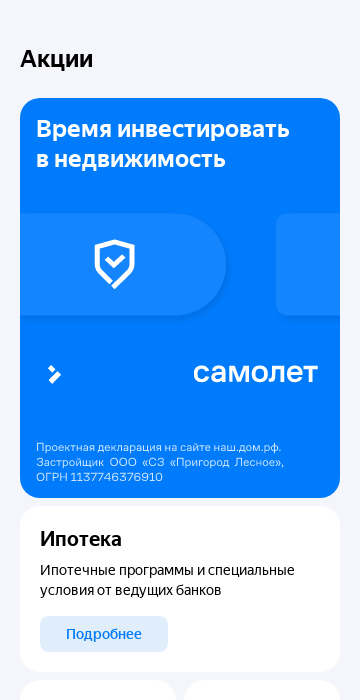 Акции
Время инвестировать
в недвижимость
самолет
Проектная декларация на сайте наш.дом.рф.
Застройщик ООО «СЗ «Пригород Лесное»,
ОГРН 1137746376910
Ипотека
Ипотечные программы и специальные
условия от ведущих банков
Подробнее